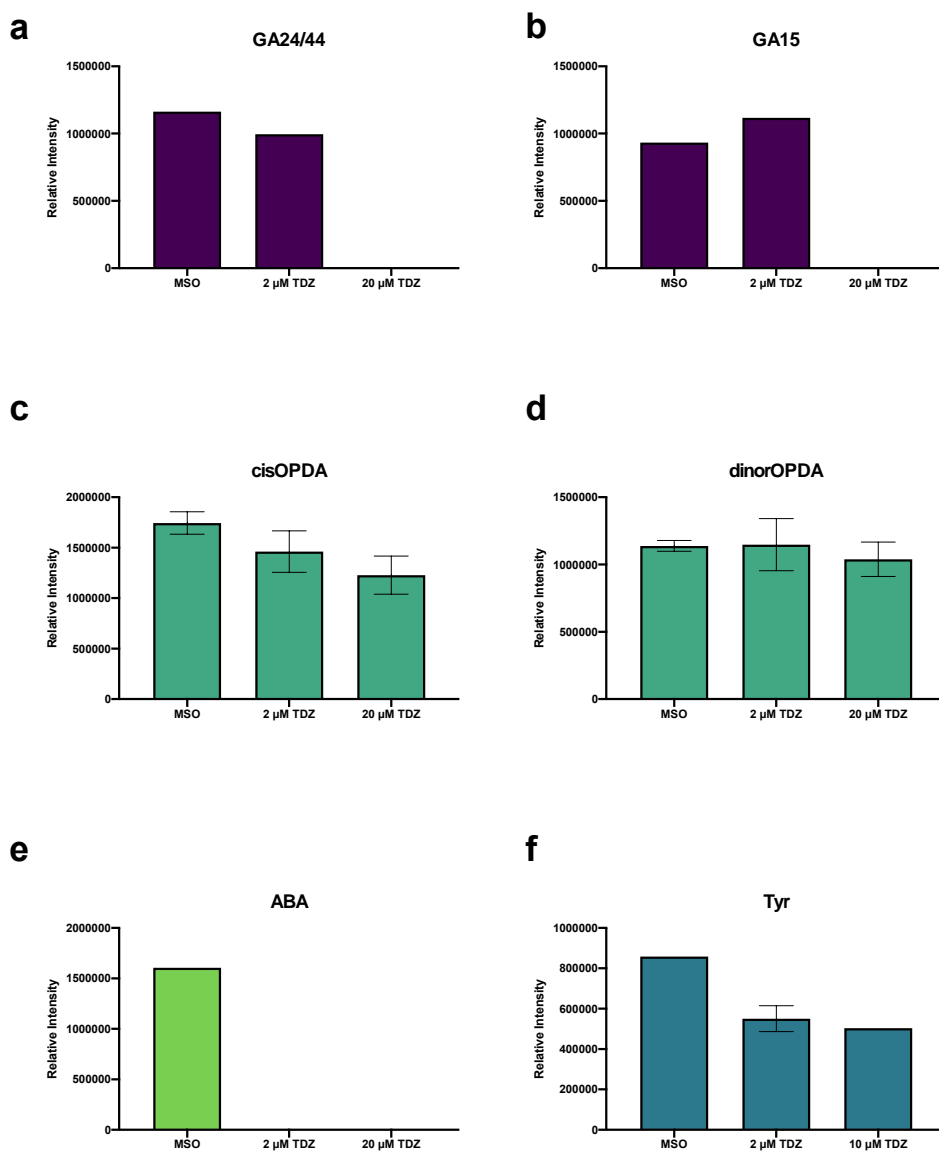 a
GA24/44
Relative Intensity
1500000
1000000
500000
0
MSO
2 µM TDZ
20 µM TDZ
b
GA15
Relative Intensity
1500000
1000000
500000
0
MSO
2 µM TDZ
20 µM TDZ
c
cisOPDA
Relative Intensity
2000000
1500000
1000000
500000
0
MSO
2 µM TDZ
20 µM TDZ
d
dinorOPDA
Relative Intensity
1500000
1000000
500000
0
MSO
2 µM TDZ
20 µM TDZ
e
ABA
Relative Intensity
2000000
1500000
1000000
500000
0
MSO
2 µM TDZ
20 µM TDZ
f
Tyr
Relative Intensity
1000000
800000
600000
400000
200000
0
MSO
2 µM TDZ
10 µM TDZ